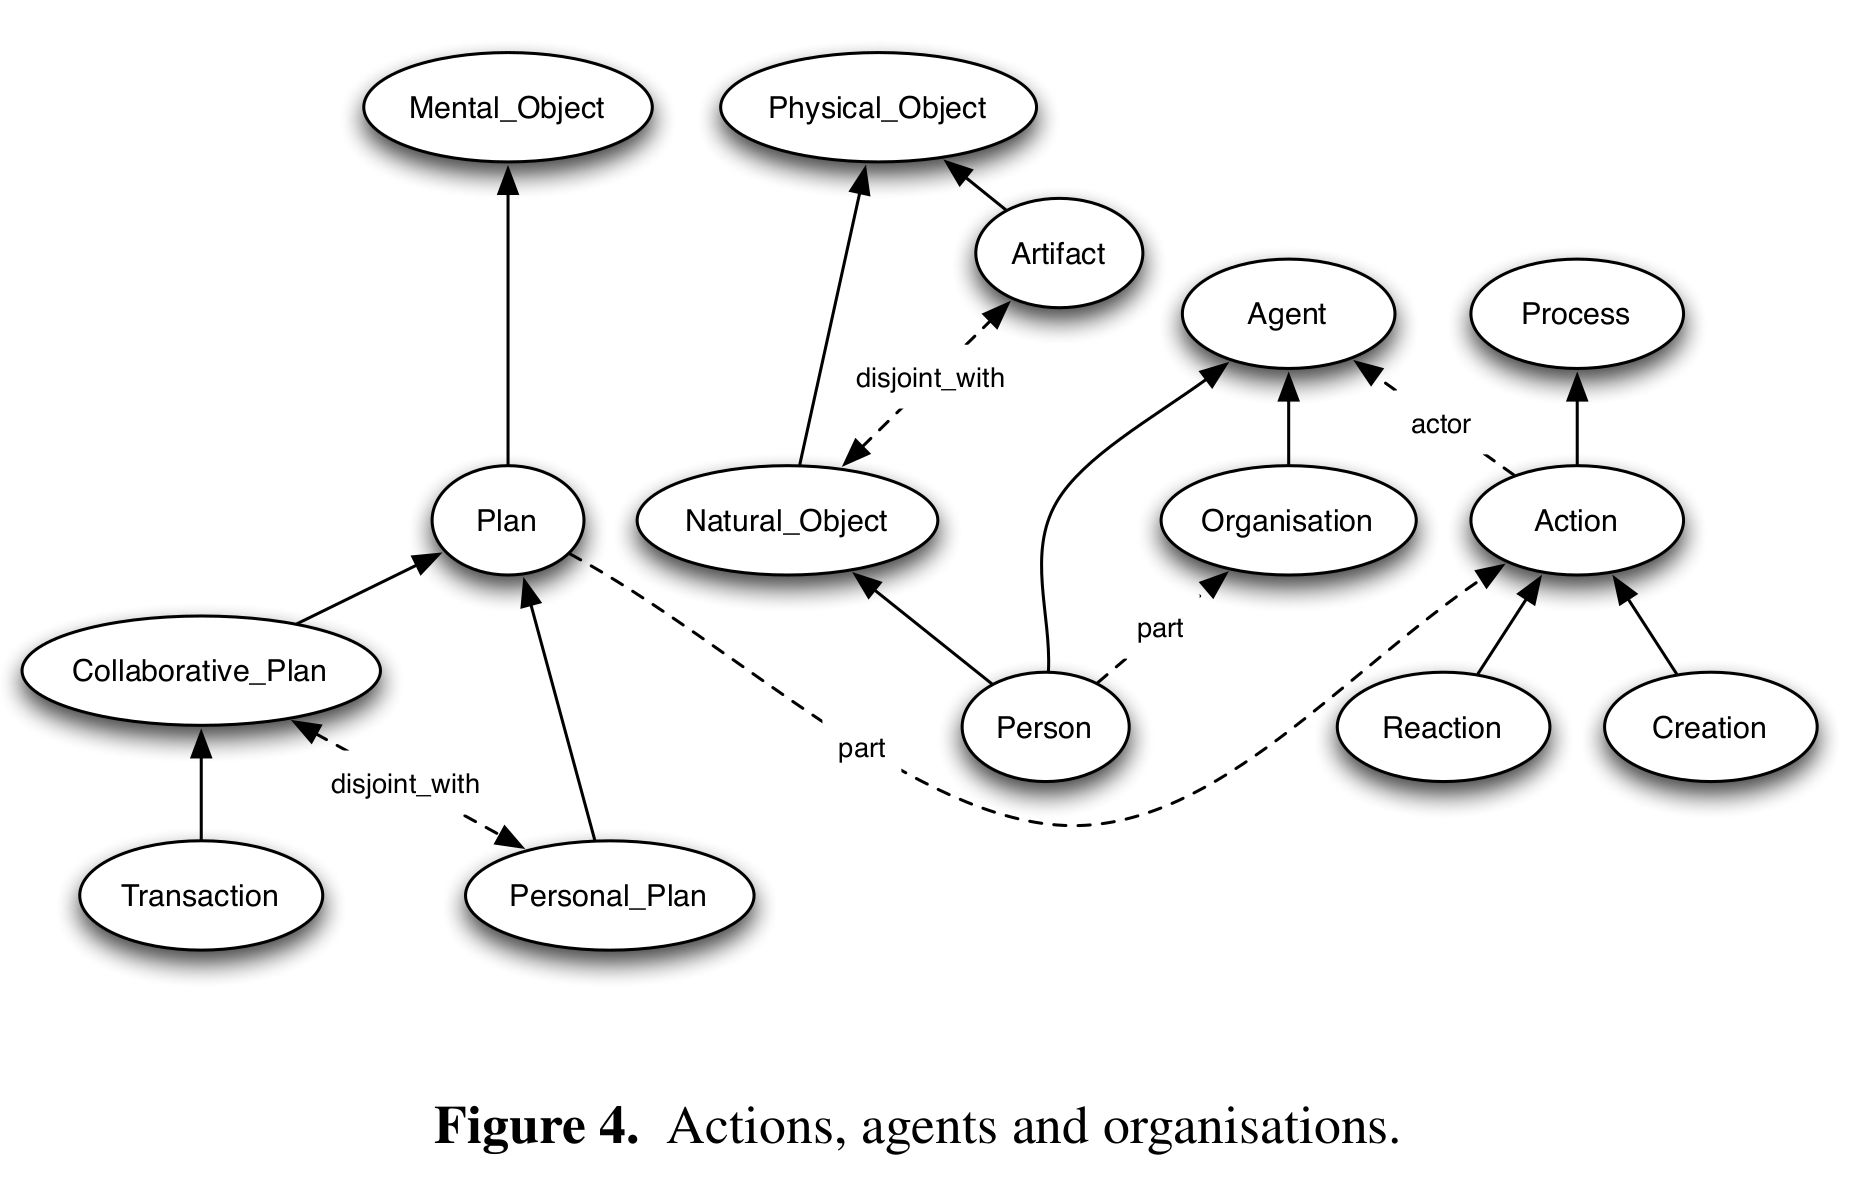 Mental_Object
Physical_Object
Artifact
Agent
Process
disjoint_with
actor
Plan
Natural_Object
Organisation
Action
part
Collaborative_Plan
Person
Reaction
Creation
part
disjoint_with
Transaction
Personal_Plan
Figure 4. Actions, agents and organisations.